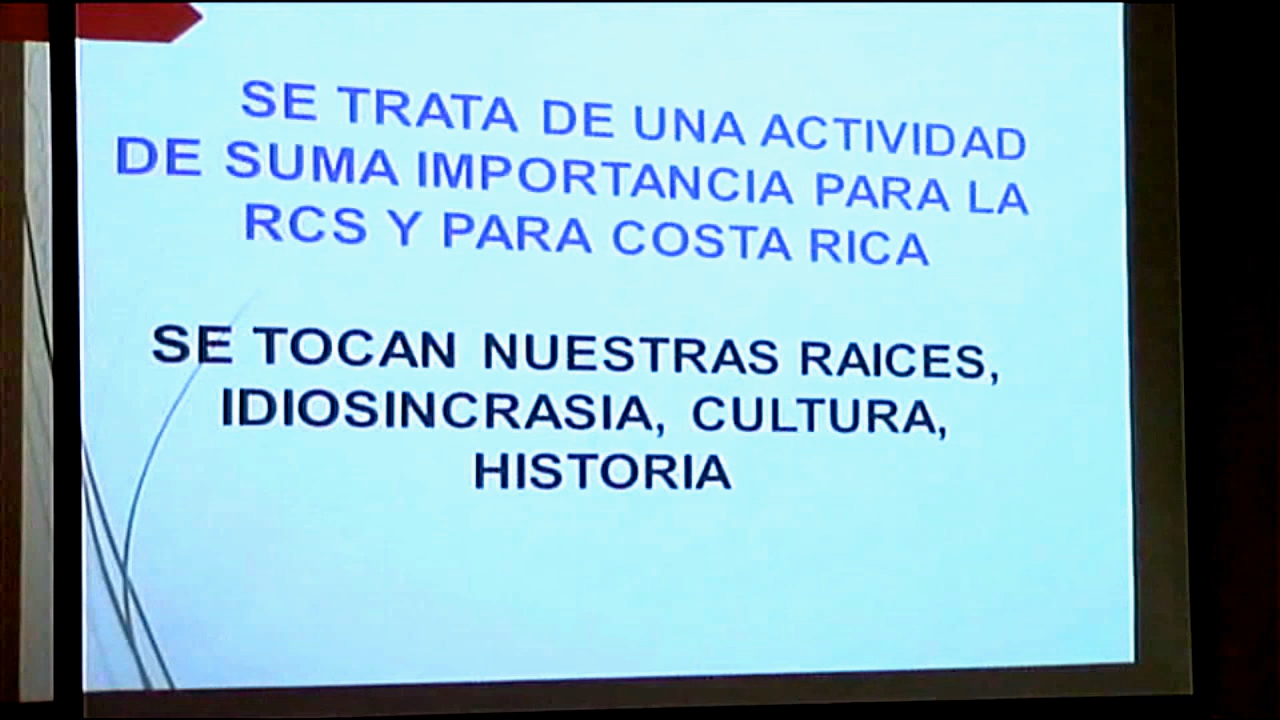 SE TRATA DE UNA ACTIVIDAD
DE SUMA IMPORTANCIA PARA LA
RCS Y PARA COSTA RICA
SE TOCAN NUESTRAS RAICES,
IDIOSINCRASIA, CULTURA,
HISTORIA